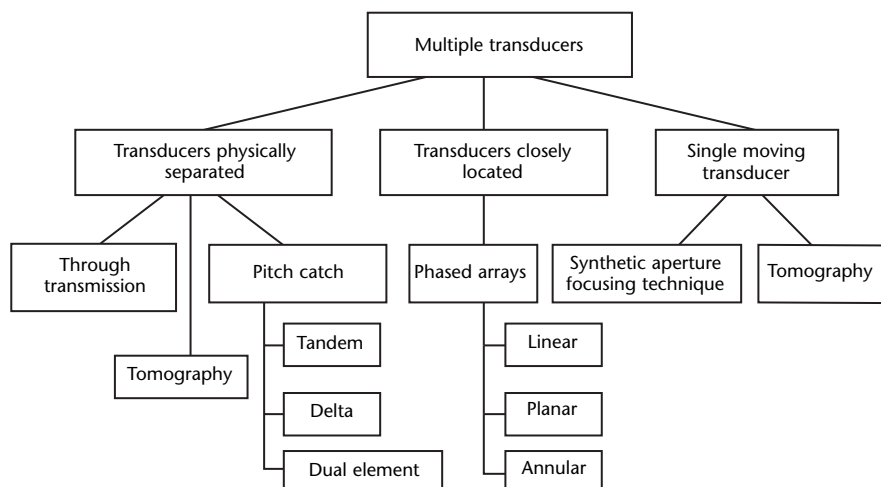 Multiple transducers
Transducers physically
separated
Transducers closely
located
Single moving
transducer
Through
transmission
Pitch catch
Phased arrays
Synthetic aperture
focusing technique
Tomography
Tomography
Tandem
Delta
Dual element
Linear
Planar
Annular